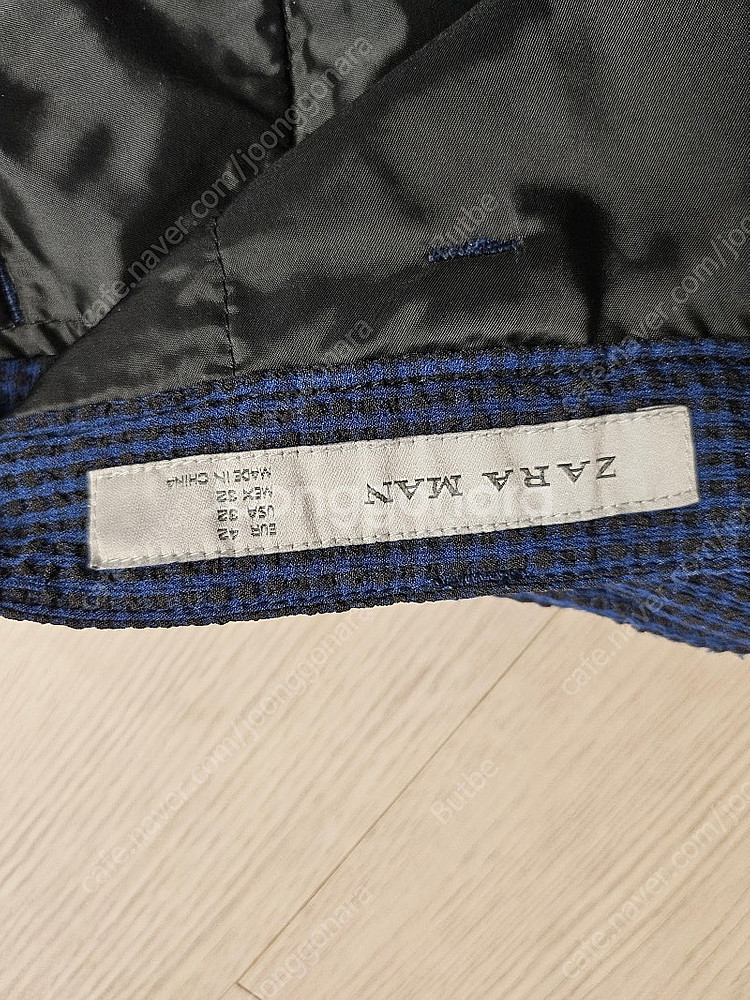 ZARA MAN
EUR 42
USA 32
MEX 32
MADE IN CHINA
cafe.naver.com/joonggonara
Butbe
cafe.naver.com/joonggonara
cafe.naver.com/joonggonara
Butbe
cafe.naver.com/joonggonara